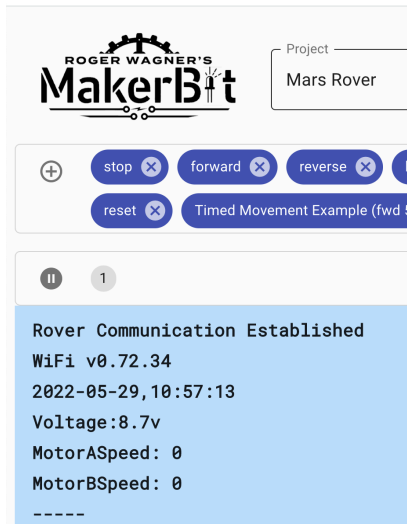 ROGER WAGNER'S
MakerBit
Project
Mars Rover
stop
forward
reverse
reset
Timed Movement Example (fwd
1
Rover Communication Established
WiFi v0.72.34
2022-05-29,10:57:13
Voltage:8.7v
MotorASpeed: 0
MotorBSpeed: 0
-----